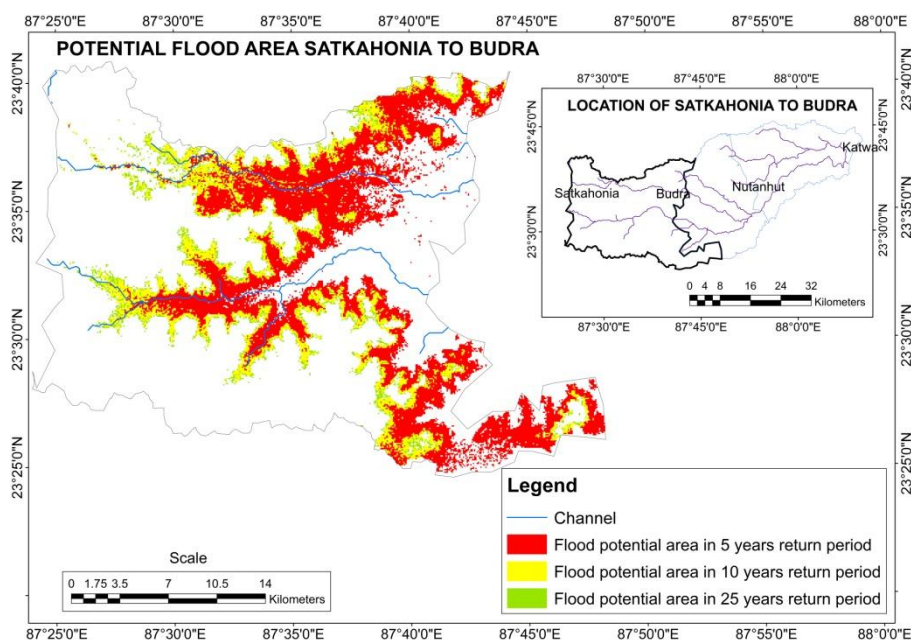 87°25'0"E 87°30'0"E 87°35'0"E 87°40'0"E 87°45'0"E 87°50'0"E 87°55'0"E 88°0'0"E
POTENTIAL FLOOD AREA SATKAHONIA TO BUDRA
23°40'0"N
23°35'0"N
23°30'0"N
23°25'0"N
87°30'0"E 87°45'0"E 88°0'0"E
LOCATION OF SATKAHONIA TO BUDRA
23°45'0"N
23°30'0"N
Katwa
Satkahonia Budra Nutanhut
23°45'0"N
23°30'0"N
0 4 8 16 24 32
Kilometers
87°30'0"E 87°45'0"E 88°0'0"E
23°40'0"N
23°35'0"N
23°30'0"N
23°25'0"N
Legend
Channel
Flood potential area in 5 years return period
Flood potential area in 10 years return period
Flood potential area in 25 years return period
Scale
0 1.75 3.5 7 10.5 14
Kilometers
87°25'0"E 87°30'0"E 87°35'0"E 87°40'0"E 87°45'0"E 87°50'0"E 87°55'0"E 88°0'0"E